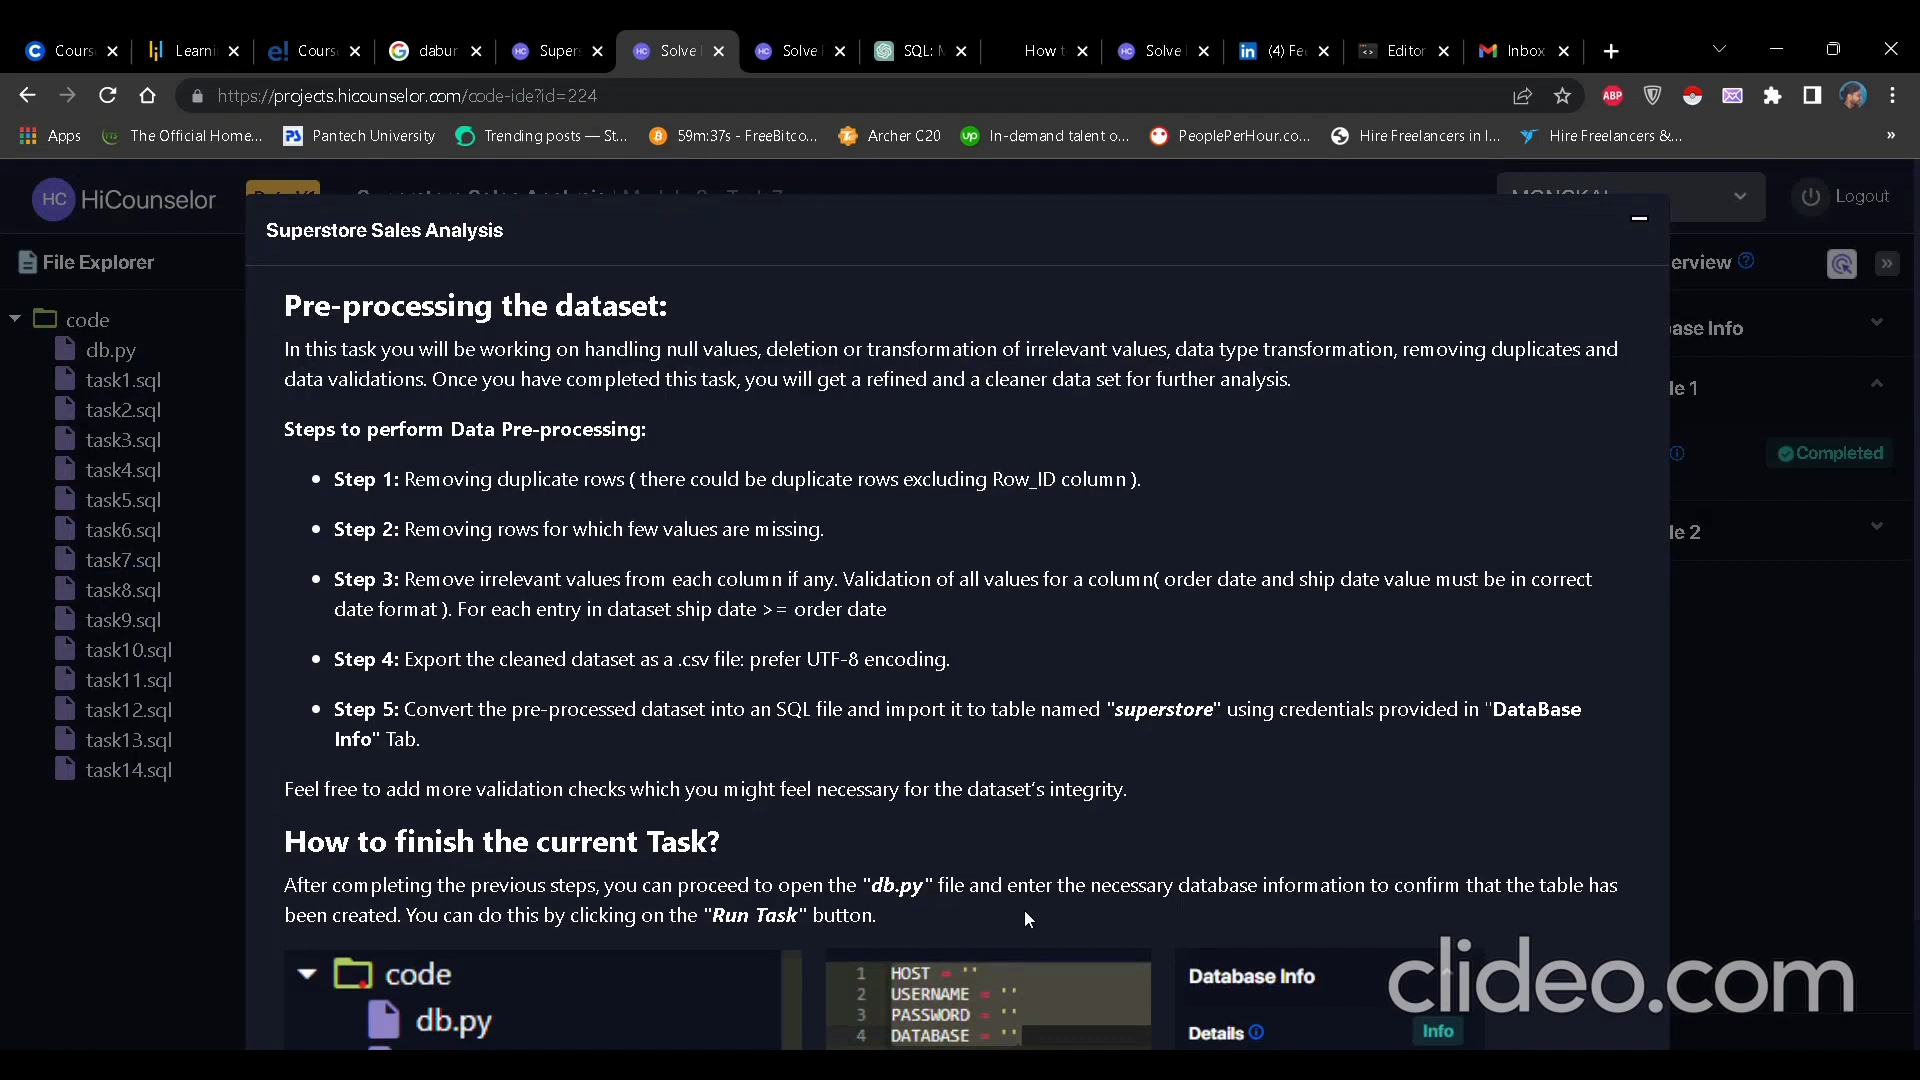 Cours
Learni
Cours
dabur
Supers
Solve
Solve
SQL: M
How t
Solve
(4) Fee
Editor
Inbox
https://projects.hicounselor.com/code-ide?id=224
Apps
The Official Home...
Pantech University
Trending posts — St...
59m:37s - FreeBitco...
Archer C20
In-demand talent o...
PeoplePerHour.co...
Hire Freelancers in I...
Hire Freelancers &...
»
HC HiCounselor
Logout
Superstore Sales Analysis
File Explorer
erview
code
db.py
task1.sql
task2.sql
task3.sql
task4.sql
task5.sql
task6.sql
task7.sql
task8.sql
task9.sql
task10.sql
task11.sql
task12.sql
task13.sql
task14.sql
Pre-processing the dataset:
In this task you will be working on handling null values, deletion or transformation of irrelevant values, data type transformation, removing duplicates and
data validations. Once you have completed this task, you will get a refined and a cleaner data set for further analysis.
Steps to perform Data Pre-processing:
• Step 1: Removing duplicate rows ( there could be duplicate rows excluding Row_ID column ).
• Step 2: Removing rows for which few values are missing.
• Step 3: Remove irrelevant values from each column if any. Validation of all values for a column( order date and ship date value must be in correct
date format ). For each entry in dataset ship date >= order date
• Step 4: Export the cleaned dataset as a .csv file: prefer UTF-8 encoding.
• Step 5: Convert the pre-processed dataset into an SQL file and import it to table named "superstore" using credentials provided in "DataBase
Info" Tab.
Feel free to add more validation checks which you might feel necessary for the dataset’s integrity.
How to finish the current Task?
After completing the previous steps, you can proceed to open the "db.py" file and enter the necessary database information to confirm that the table has
been created. You can do this by clicking on the "Run Task" button.
code
db.py
1 HOST = ''
2 USERNAME = ''
3 PASSWORD = ''
4 DATABASE = ''
Database Info
Details
Info
ase Info
le 1
Completed
le 2
clideo.com